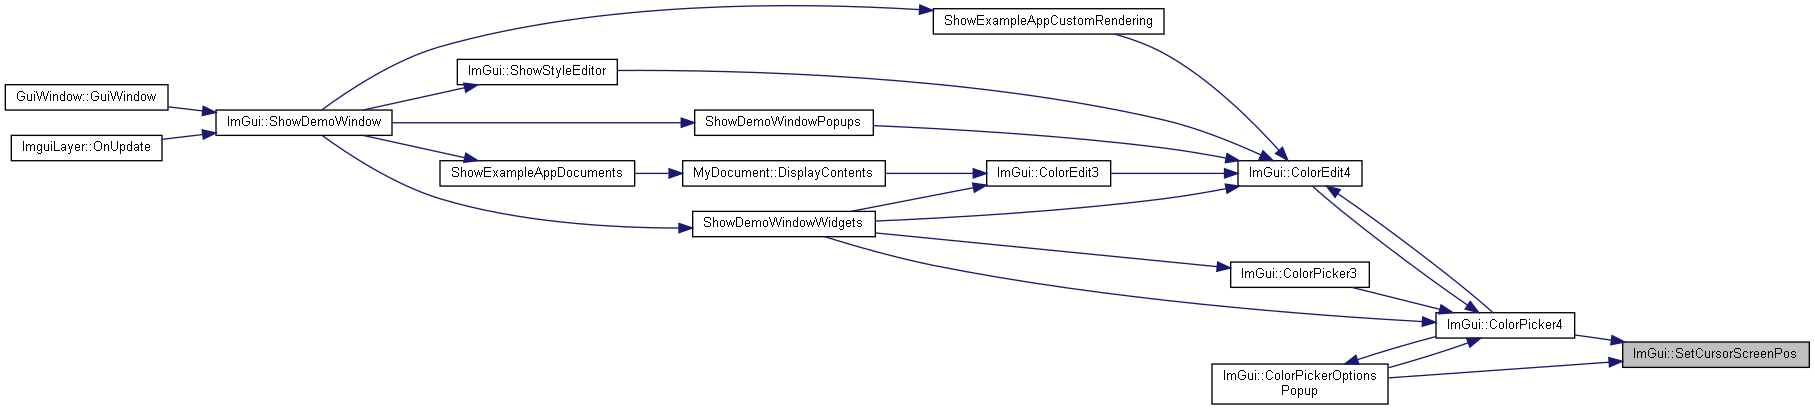 ShowExampleAppCustomRendering
ImGui::ShowStyleEditor
GuiWindow::GuiWindow
ImGui::ShowDemoWindow
ShowDemoWindowPopups
ImguiLayer::OnUpdate
ShowExampleAppDocuments
MyDocument::DisplayContents
ImGui::ColorEdit3
ImGui::ColorEdit4
ShowDemoWindowWidgets
ImGui::ColorPicker3
ImGui::ColorPicker4
ImGui::SetCursorScreenPos
ImGui::ColorPickerOptions
Popup